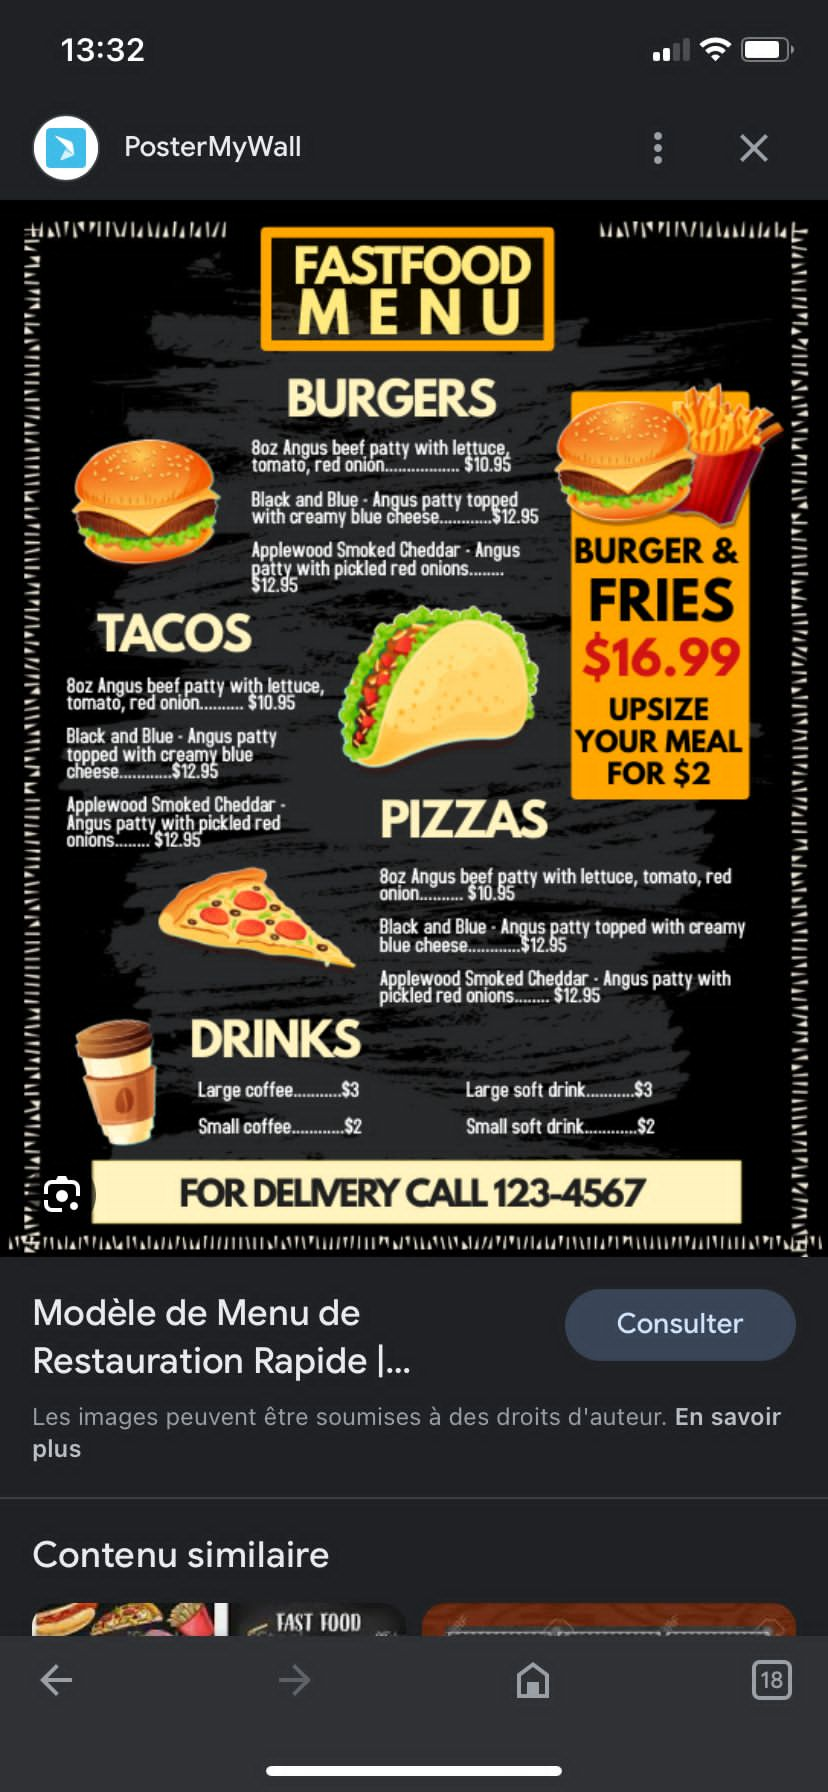 13:32
PosterMyWall
FASTFOOD
MENU
BURGERS
8oz Angus beef patty with lettuce,
tomato, red onion................. $10.95
Black and Blue - Angus patty topped
with creamy blue cheese............$12.95
Applewood Smoked Cheddar - Angus
patty with pickled red onions........
$12.95
BURGER &
FRIES
$16.99
UPSIZE
YOUR MEAL
FOR $2
TACOS
8oz Angus beef patty with lettuce,
tomato, red onion.......... $10.95
Black and Blue - Angus patty
topped with creamy blue
cheese............$12.95
Applewood Smoked Cheddar -
Angus patty with pickled red
onions........ $12.95
PIZZAS
8oz Angus beef patty with lettuce, tomato, red
onion.......... $10.95
Black and Blue - Angus patty topped with creamy
blue cheese............$12.95
Applewood Smoked Cheddar - Angus patty with
pickled red onions........ $12.95
DRINKS
Large coffee...........$3
Small coffee............$2
Large soft drink...........$3
Small soft drink............$2
FOR DELIVERY CALL 123-4567
Modèle de Menu de
Restauration Rapide |...
Consulter
Les images peuvent être soumises à des droits d'auteur. En savoir
plus
Contenu similaire
FAST FOOD
18